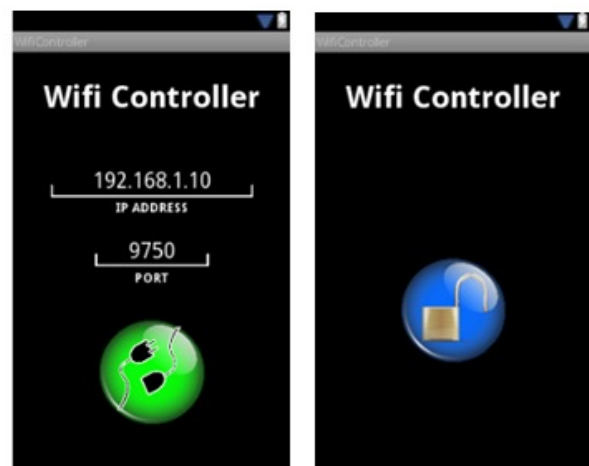 WifiController
Wifi Controller
192.168.1.10
IP ADDRESS
9750
PORT
WifiController
Wifi Controller